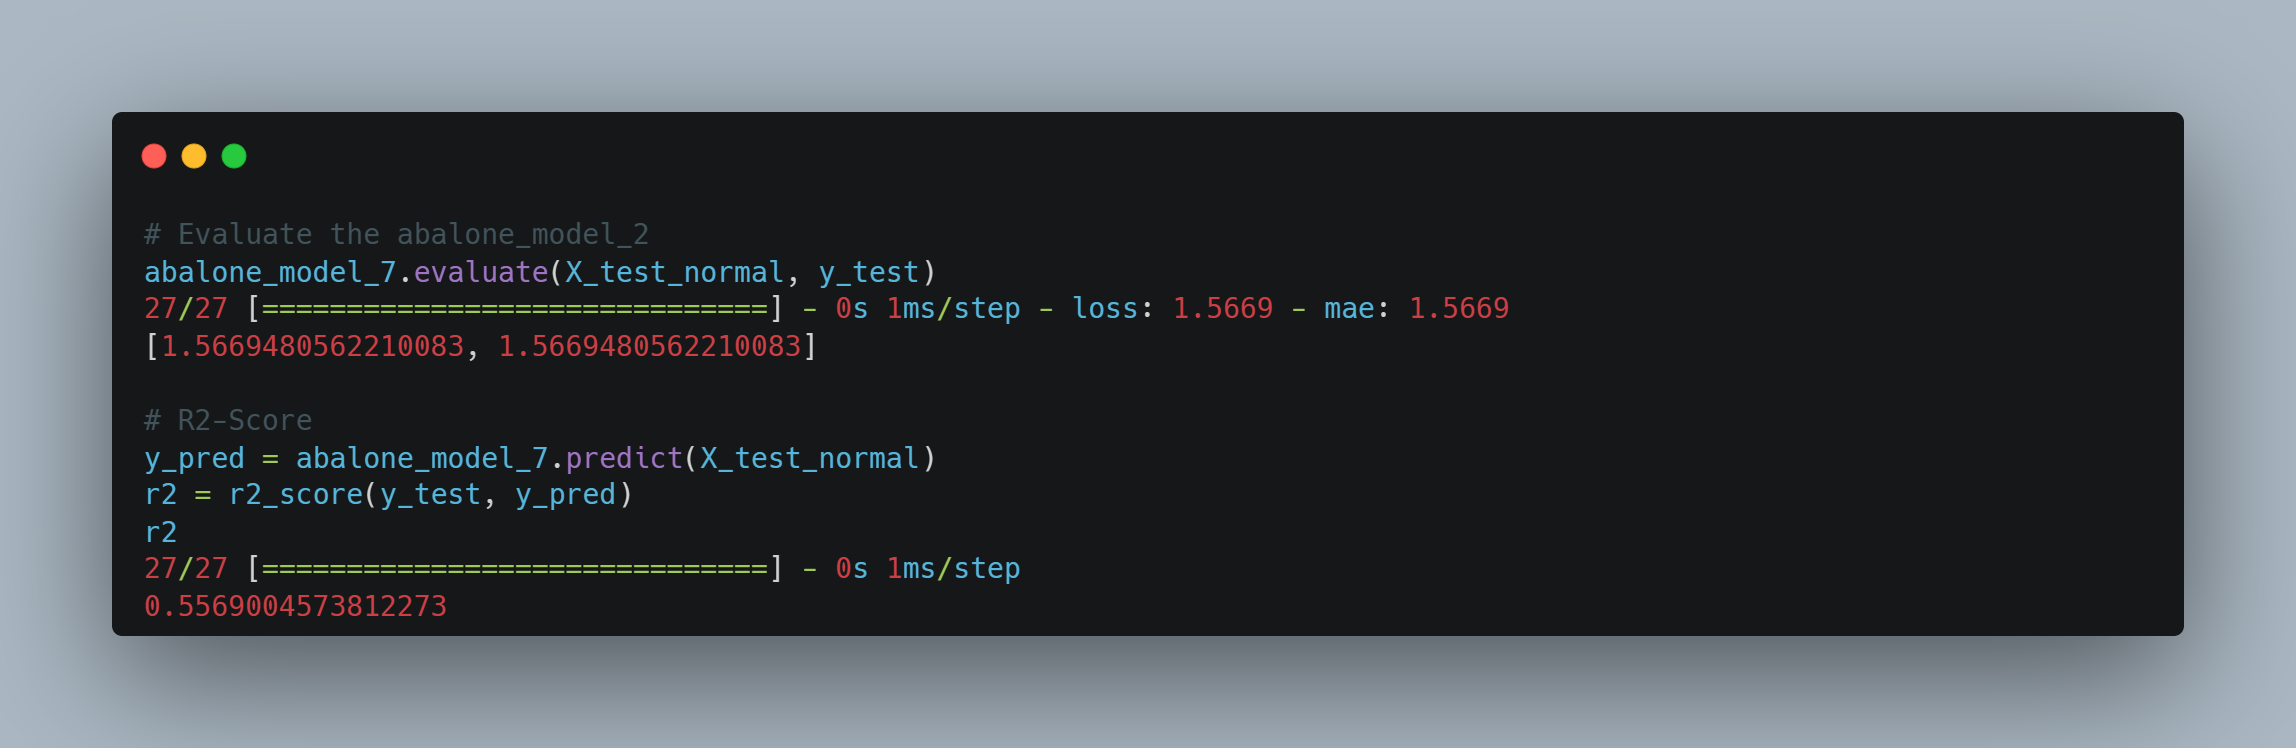 # Evaluate the abalone_model_2
abalone_model_7.evaluate(X_test_normal, y_test)
27/27 [==============================] - 0s 1ms/step - loss: 1.5669 - mae: 1.5669
[1.5669480562210083, 1.5669480562210083]
# R2-Score
y_pred = abalone_model_7.predict(X_test_normal)
r2 = r2_score(y_test, y_pred)
r2
27/27 [==============================] - 0s 1ms/step
0.5569004573812273